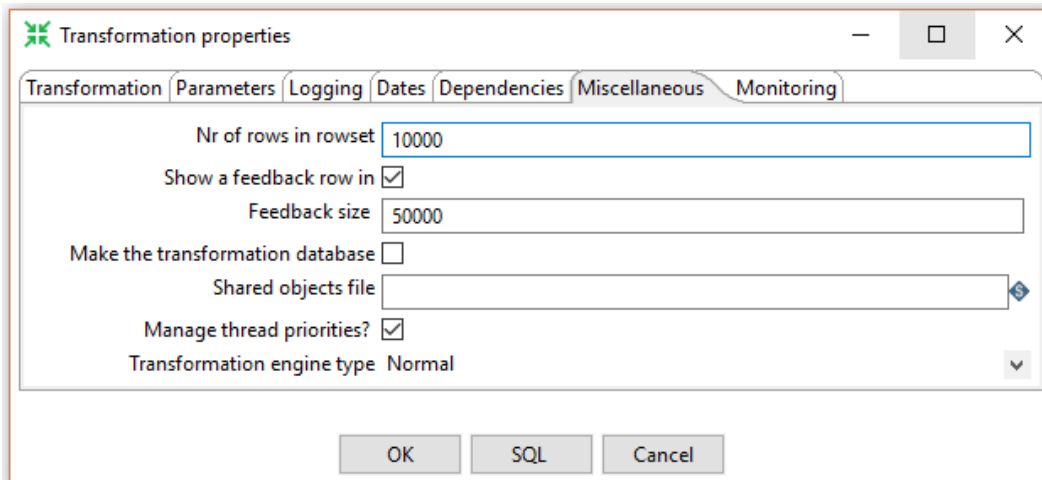 Transformation properties
Transformation Parameters Logging Dates Dependencies Miscellaneous Monitoring
Nr of rows in rowset 10000
Show a feedback row in
Feedback size 50000
Make the transformation database
Shared objects file
Manage thread priorities?
Transformation engine type Normal
OK SQL Cancel